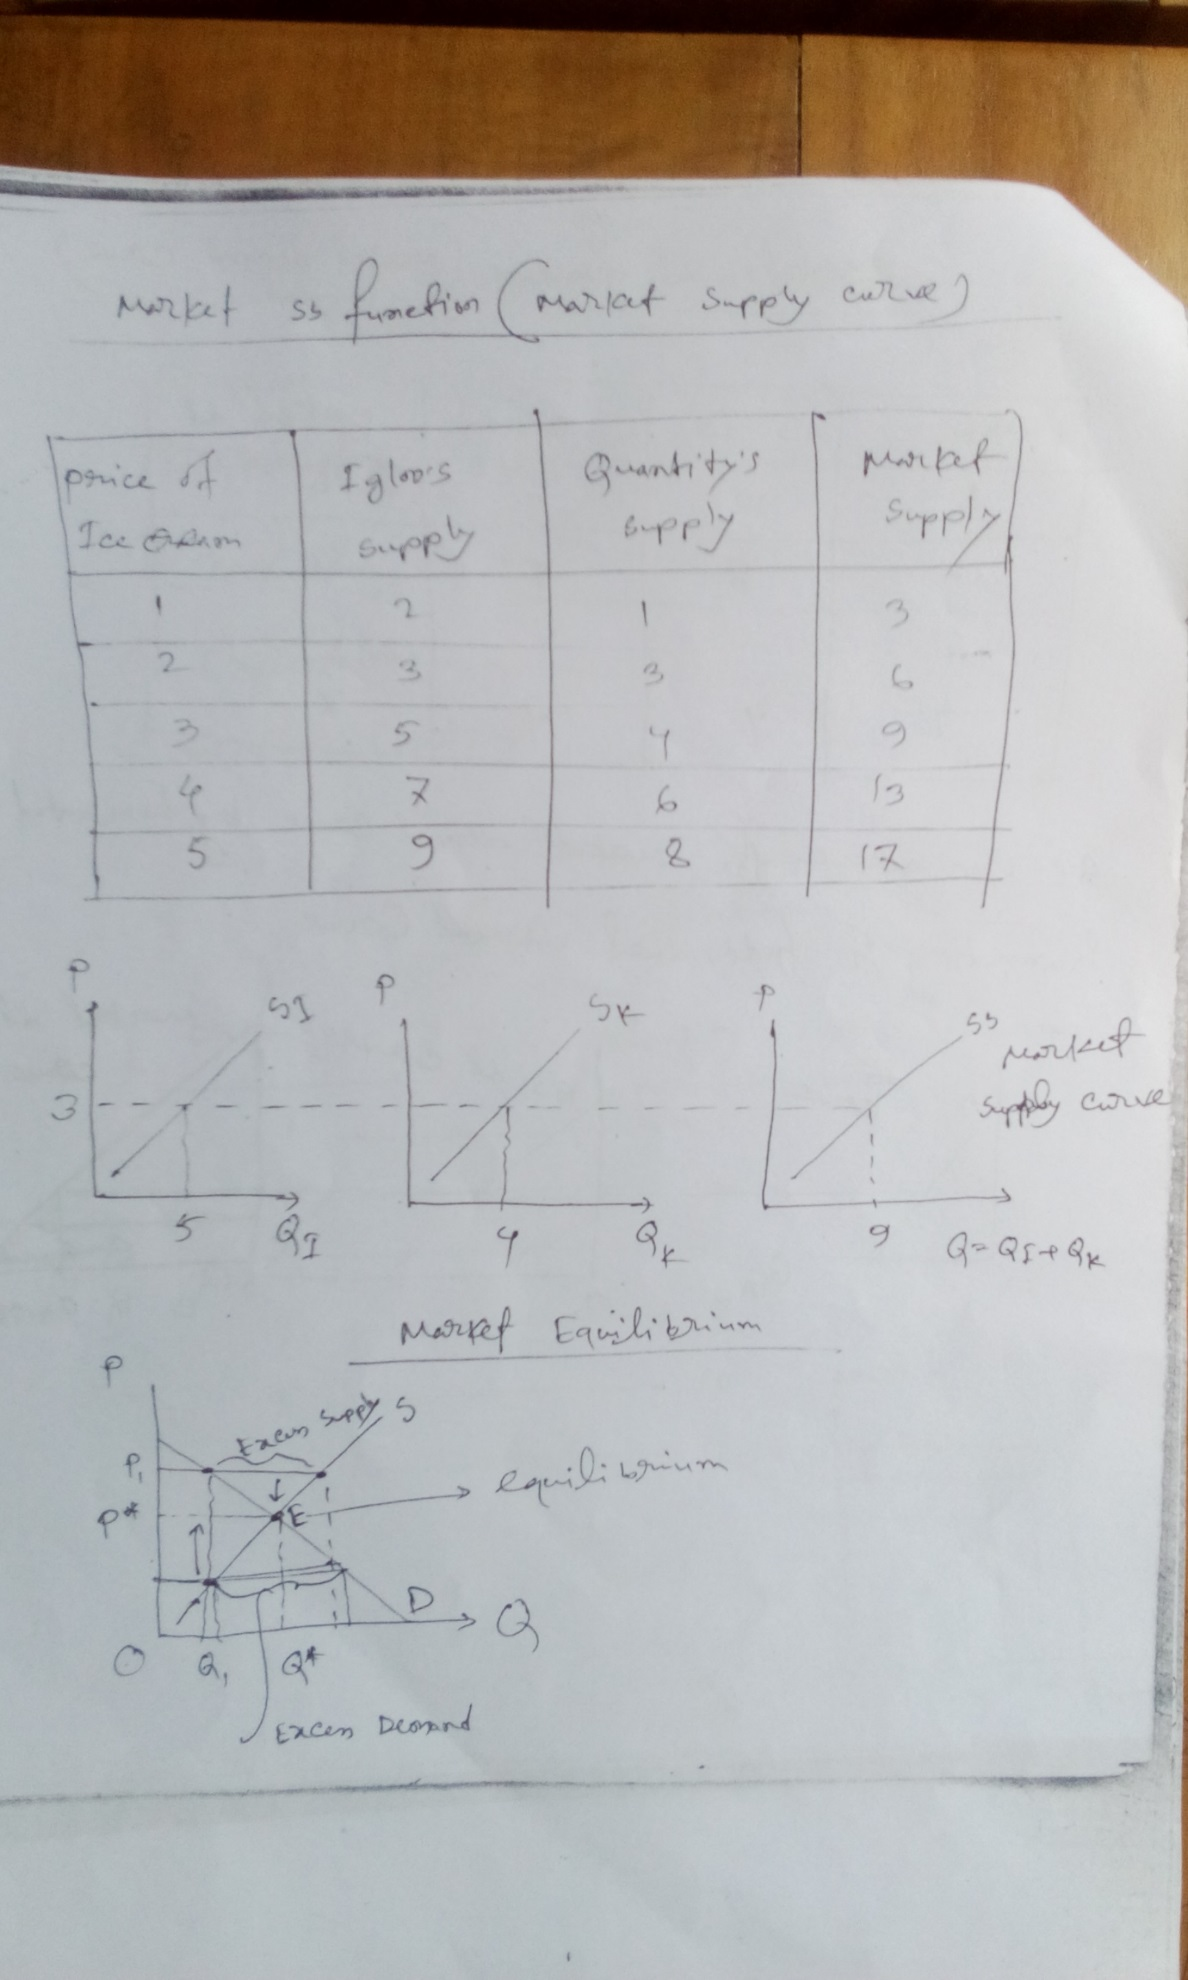 Market ss function (Market supply curve)
price of Ice cream
Igloo's supply
Quantity's supply
Market supply
1 2 1 3
2 3 3 6
3 5 4 9
4 7 6 13
5 9 8 17
P SI
3
5 QI
P SK
4 QK
P SS
Market
supply curve
9 Q=QI+QK
Market Equilibrium
P
Excess Supply S
P1
P* E equilibrium
D
O Q1 Q* Q
Excess Demand